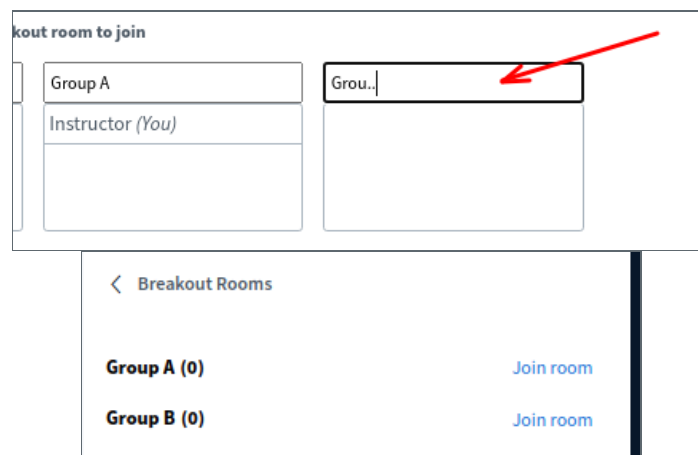 kout room to join
Group A
Grou..
Instructor (You)
Breakout Rooms
Group A (0)
Join room
Group B (0)
Join room